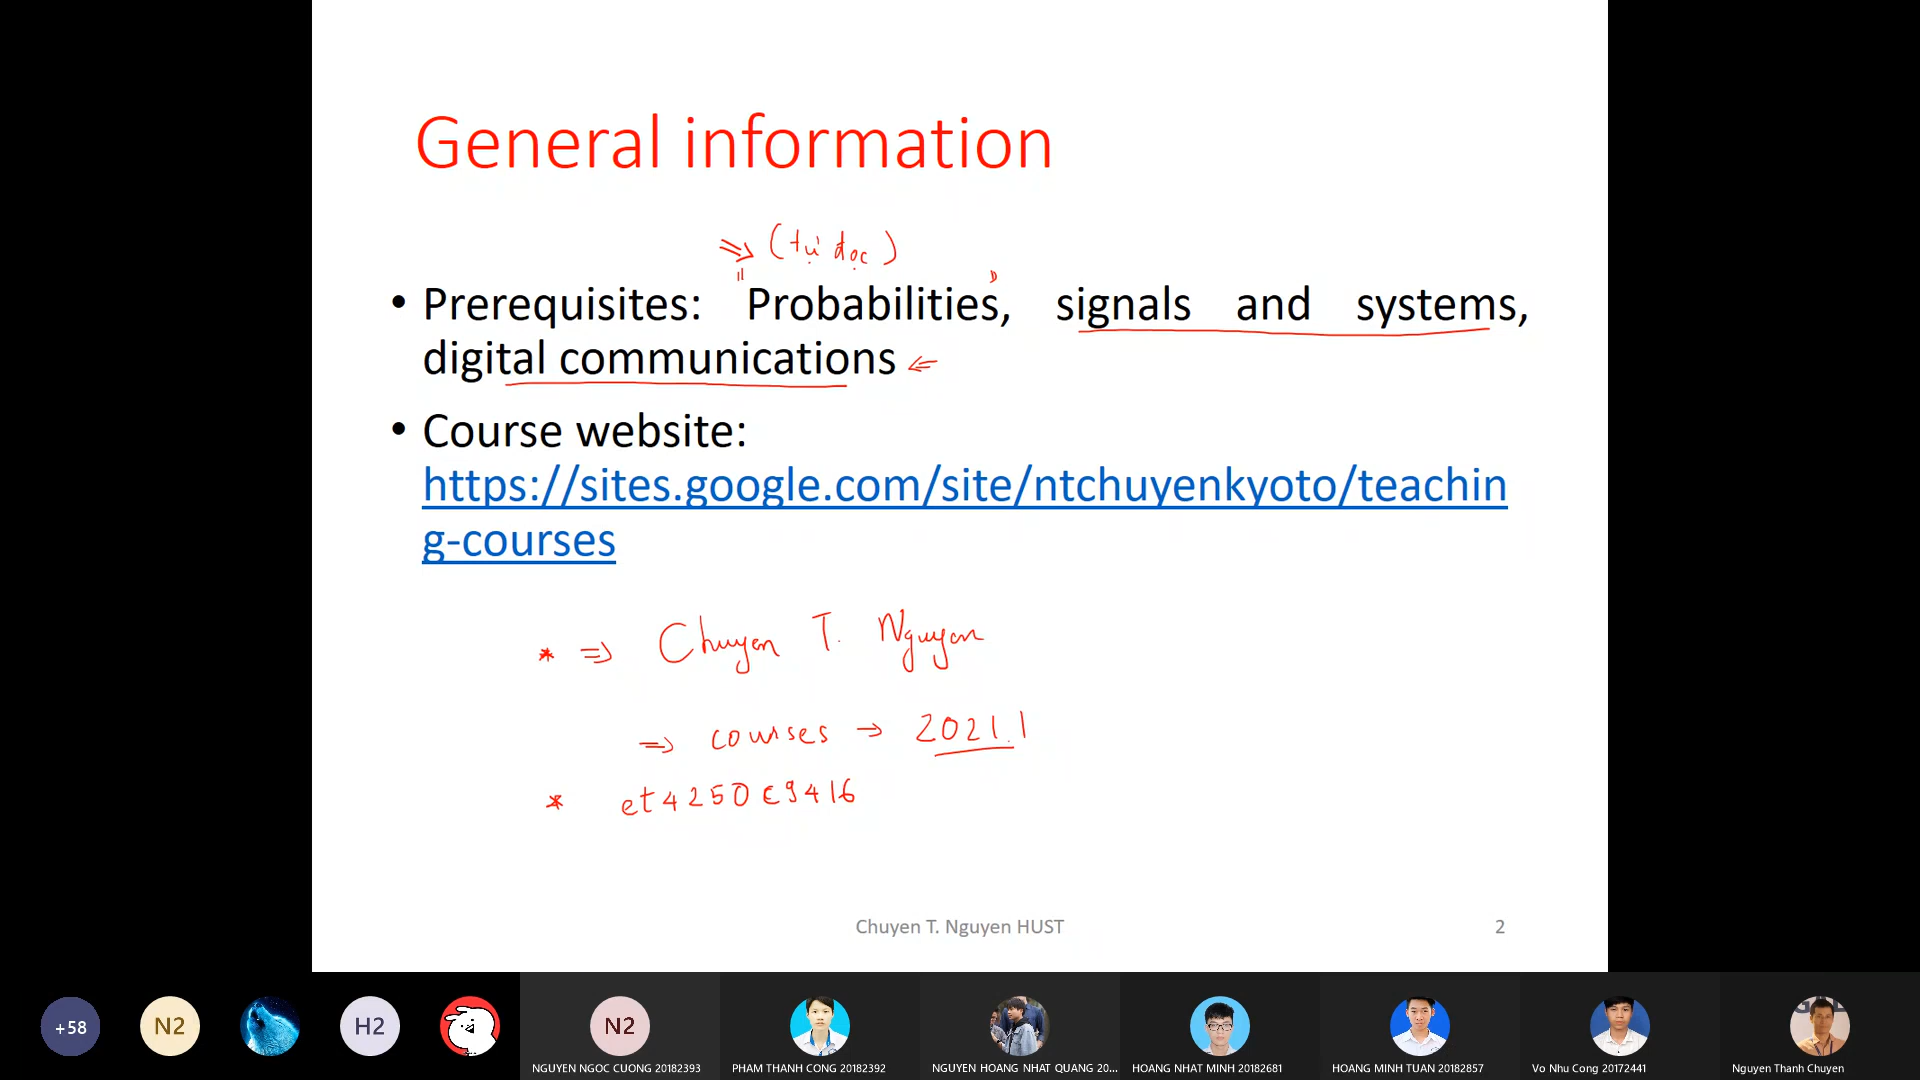 General information
⇒ (tự đọc)
• Prerequisites: "Probabilities", signals and systems,
digital communications ⇐
• Course website:
https://sites.google.com/site/ntchuyenkyoto/teachin
g-courses
* ⇒ Chuyen T. Nguyen
⇒ courses → 2021.1
* et4250e9416
Chuyen T. Nguyen HUST
2
+58
N2
H2
N2
NGUYEN NGOC CUONG 20182393
PHAM THANH CONG 20182392
NGUYEN HOANG NHAT QUANG 20...
HOANG NHAT MINH 20182681
HOANG MINH TUAN 20182857
Vo Nhu Cong 20172441
Nguyen Thanh Chuyen